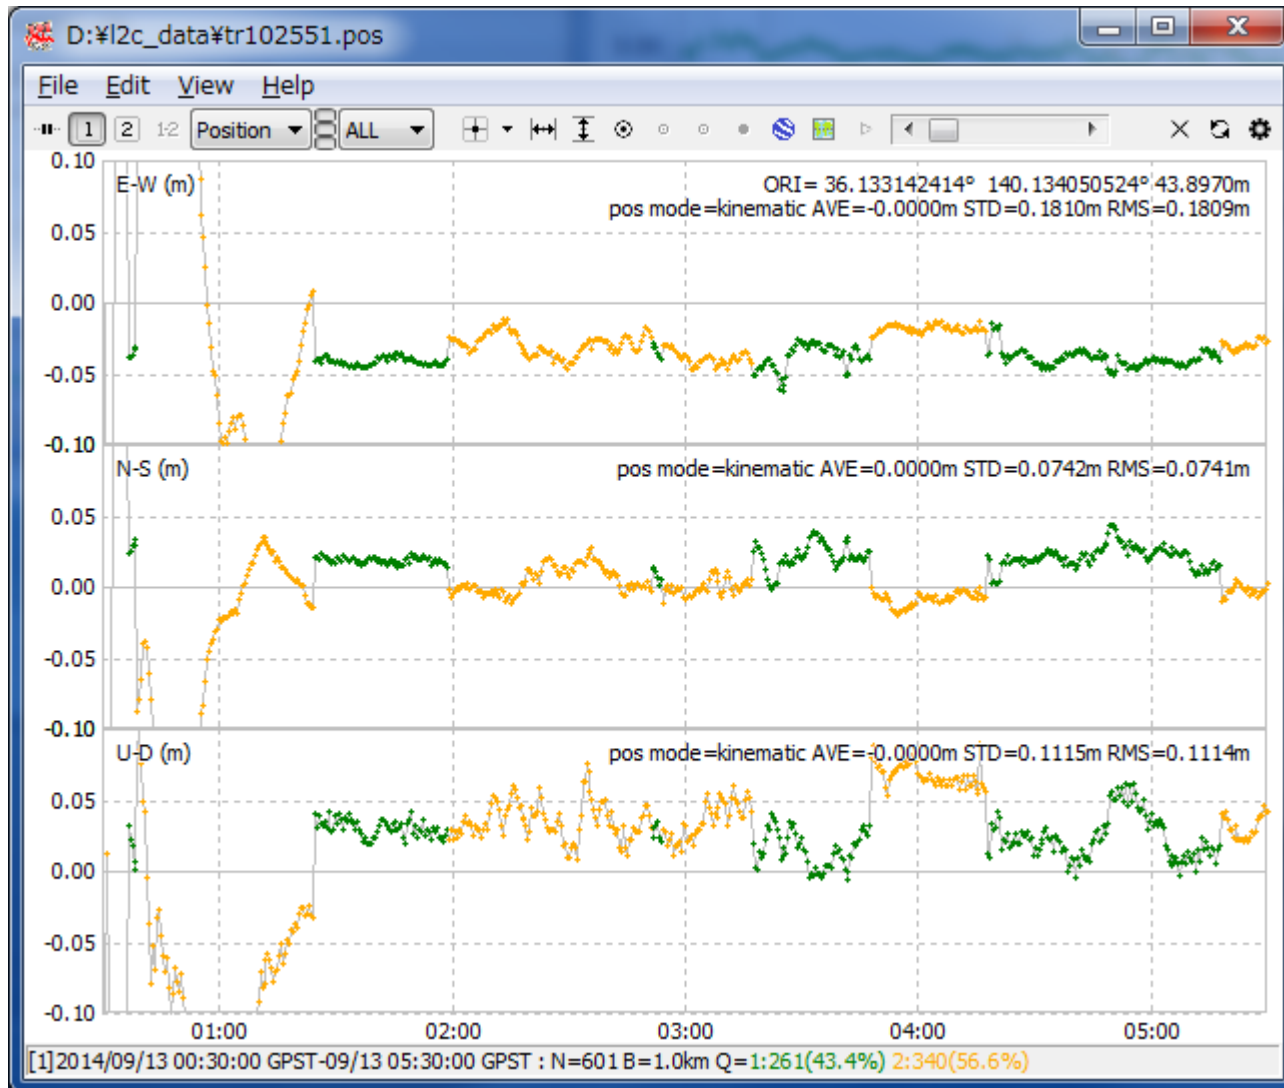 D:¥l2c_data¥tr102551.pos
File Edit View Help
1 2 1-2 Position ALL
0.10
E-W (m)
ORI= 36.133142414° 140.134050524° 43.8970m
pos mode=kinematic AVE=-0.0000m STD=0.1810m RMS=0.1809m
0.05
0.00
-0.05
-0.10
N-S (m)
pos mode=kinematic AVE=0.0000m STD=0.0742m RMS=0.0741m
0.05
0.00
-0.05
-0.10
U-D (m)
pos mode=kinematic AVE=-0.0000m STD=0.1115m RMS=0.1114m
0.05
0.00
-0.05
-0.10
01:00 02:00 03:00 04:00 05:00
[1]2014/09/13 00:30:00 GPST-09/13 05:30:00 GPST : N=601 B=1.0km Q=1:261(43.4%) 2:340(56.6%)